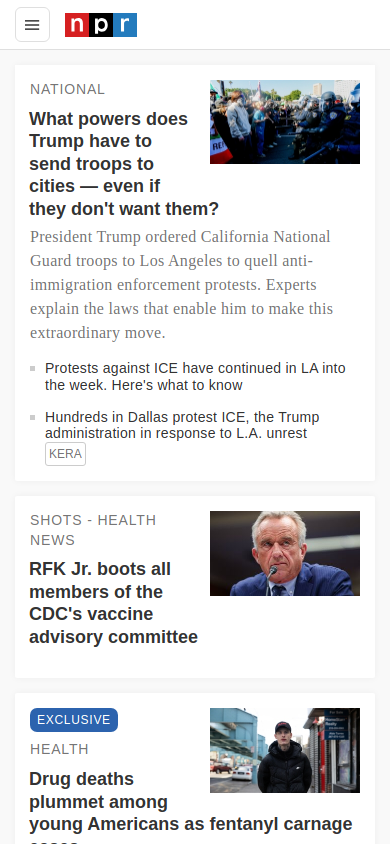 npr
NATIONAL
What powers does
Trump have to
send troops to
cities — even if
they don't want them?
President Trump ordered California National
Guard troops to Los Angeles to quell anti-
immigration enforcement protests. Experts
explain the laws that enable him to make this
extraordinary move.
Protests against ICE have continued in LA into
the week. Here's what to know
Hundreds in Dallas protest ICE, the Trump
administration in response to L.A. unrest
KERA
SHOTS - HEALTH
NEWS
RFK Jr. boots all
members of the
CDC's vaccine
advisory committee
EXCLUSIVE
HEALTH
Drug deaths
plummet among
young Americans as fentanyl carnage